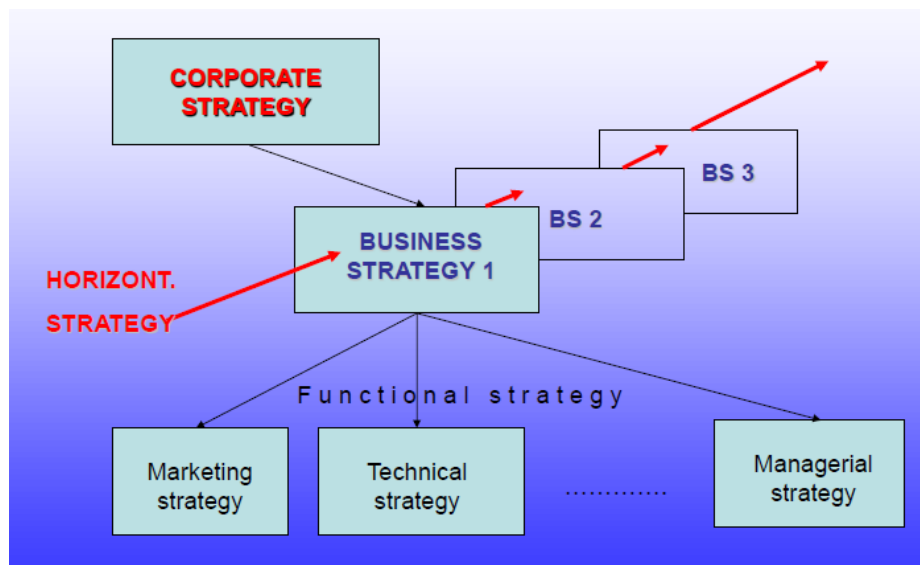 CORPORATE
STRATEGY
BS 3
BS 2
BUSINESS
STRATEGY 1
HORIZONT.
STRATEGY
Functional strategy
Marketing
strategy
Technical
strategy
.............
Managerial
strategy